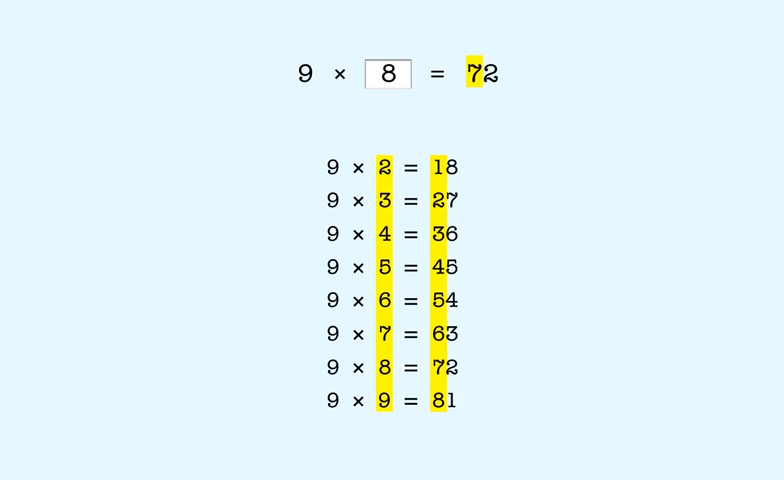 9 × 8 = 72
9 × 2 = 18
9 × 3 = 27
9 × 4 = 36
9 × 5 = 45
9 × 6 = 54
9 × 7 = 63
9 × 8 = 72
9 × 9 = 81